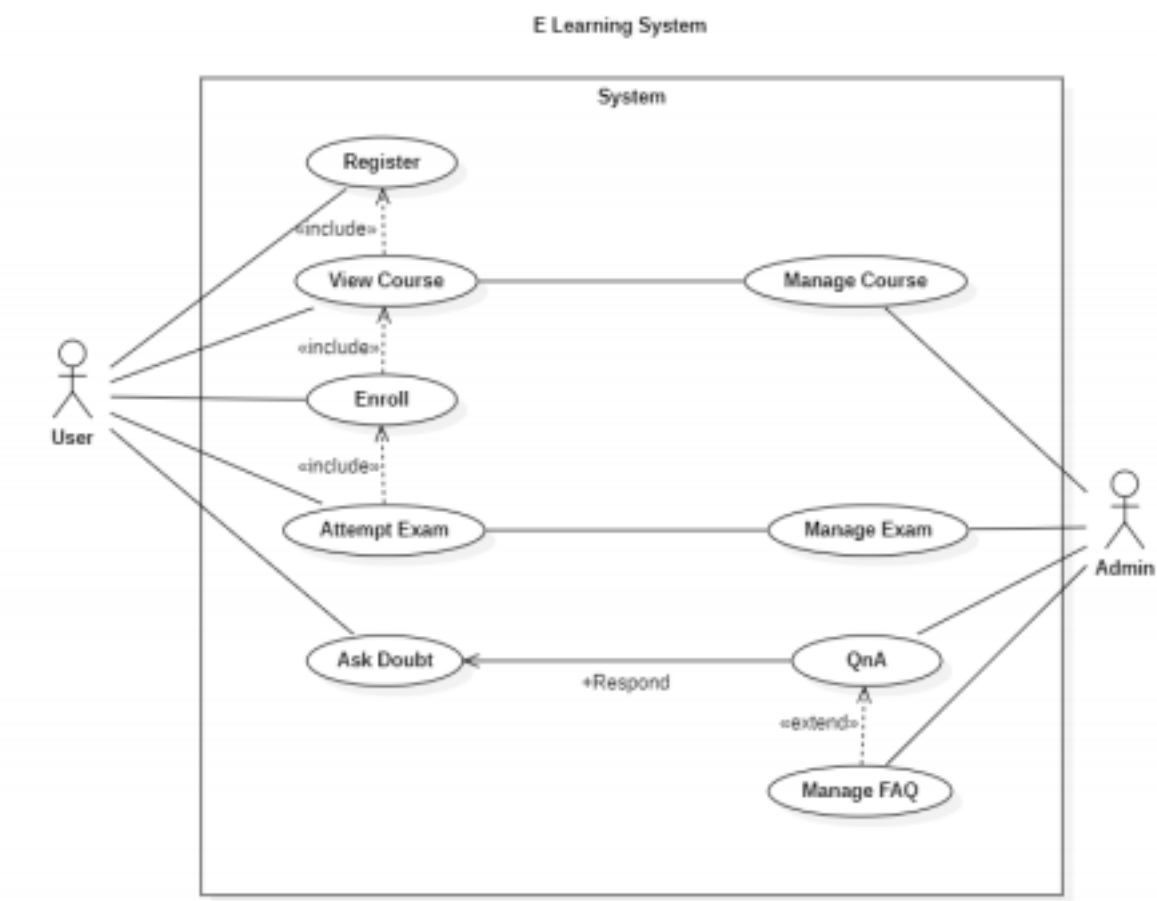 E Learning System
System
Register
«include»
View Course
Manage Course
«include»
Enroll
User
«include»
Attempt Exam
Manage Exam
Admin
Ask Doubt
QnA
+Respond
«extend»
Manage FAQ